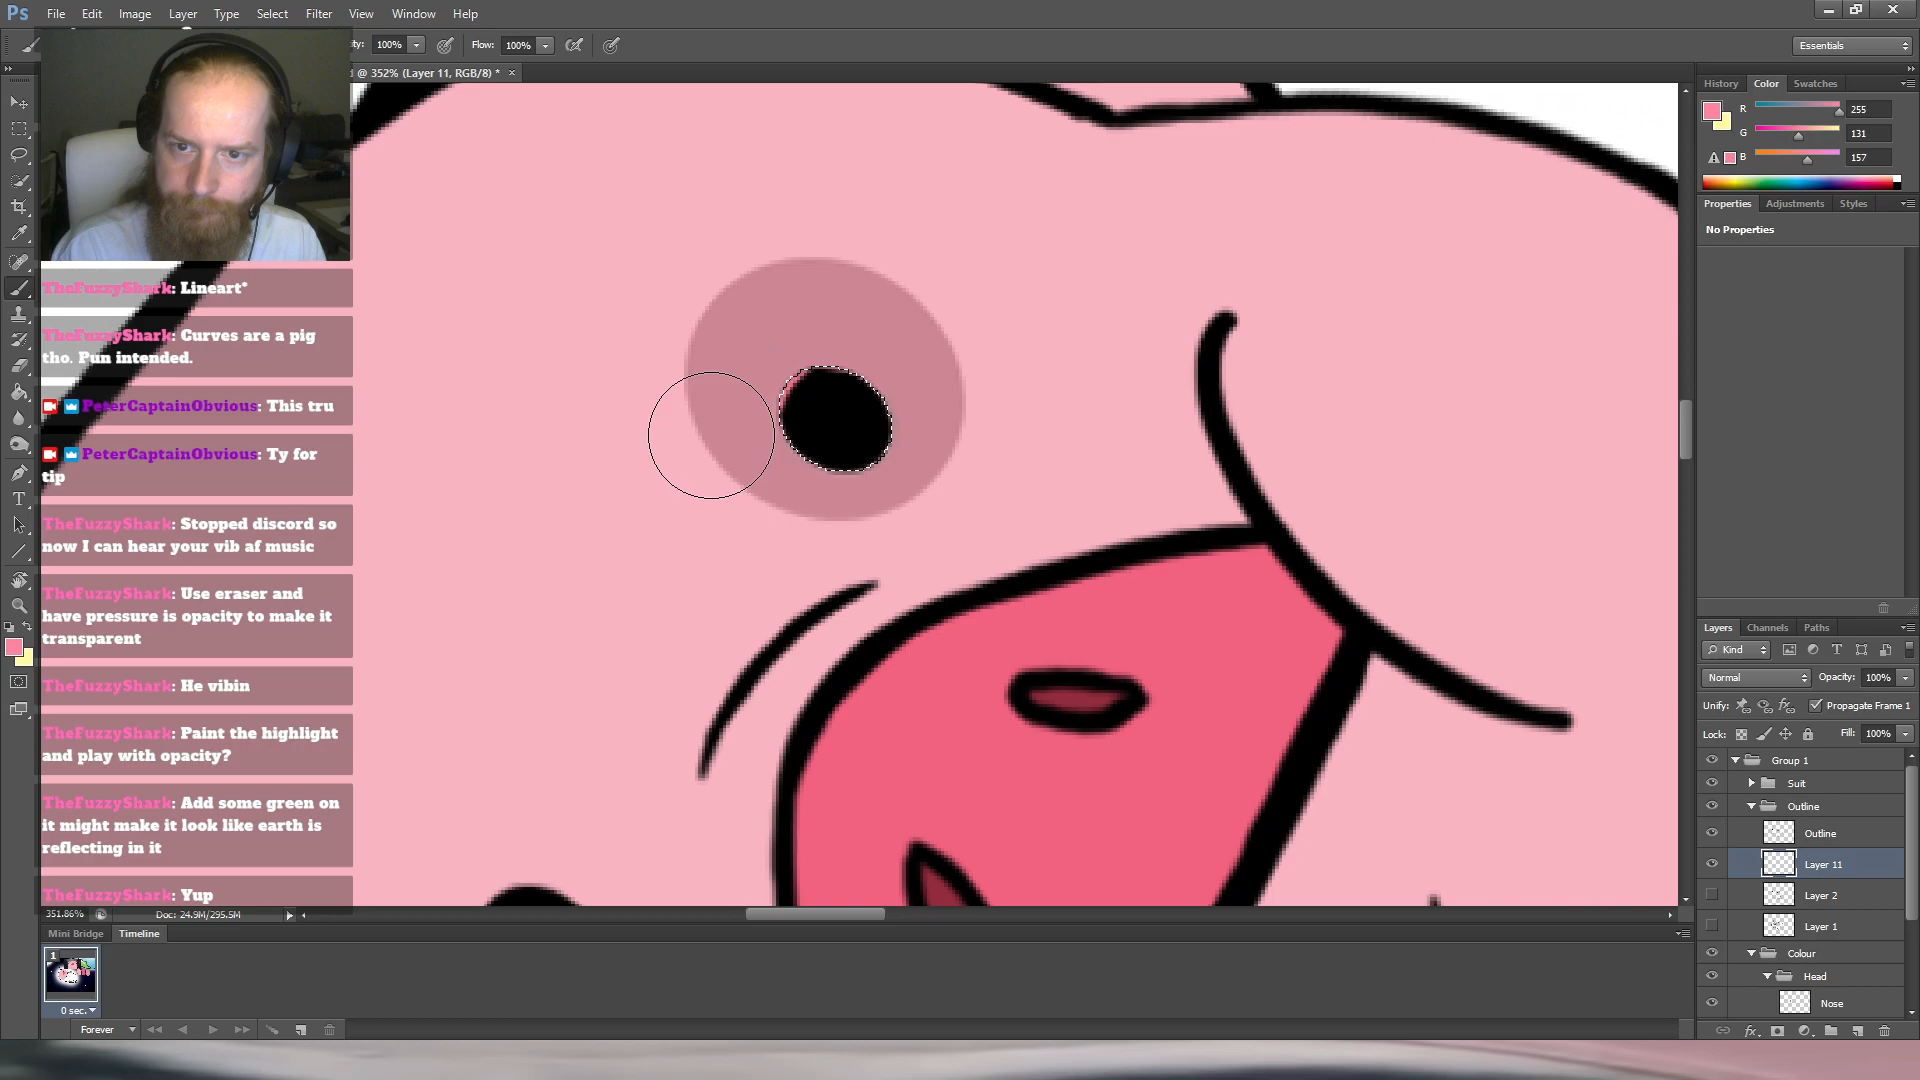 Ps File Edit Image Layer Type Select Filter View Window Help
ty: 100% Flow: 100% Essentials
d @ 352% (Layer 11, RGB/8) * ×
History Color Swatches
R 255
G 131
B 157
Properties Adjustments Styles
No Properties
TheFuzzyShark: Lineart*
TheFuzzyShark: Curves are a pig
tho. Pun intended.
PeterCaptainObvious: This tru
PeterCaptainObvious: Ty for
tip
TheFuzzyShark: Stopped discord so
now I can hear your vib af music
TheFuzzyShark: Use eraser and
have pressure is opacity to make it
transparent
TheFuzzyShark: He vibin
TheFuzzyShark: Paint the highlight
and play with opacity?
TheFuzzyShark: Add some green on
it might make it look like earth is
reflecting in it
TheFuzzyShark: Yup
Layers Channels Paths
Kind
Normal Opacity: 100%
Unify: Propagate Frame 1
Lock: Fill: 100%
Group 1
Suit
Outline
Outline
Layer 11
Layer 2
Layer 1
Colour
Head
Nose
351.86% Doc: 24.9M/295.5M
Mini Bridge Timeline
1
0 sec.
Forever